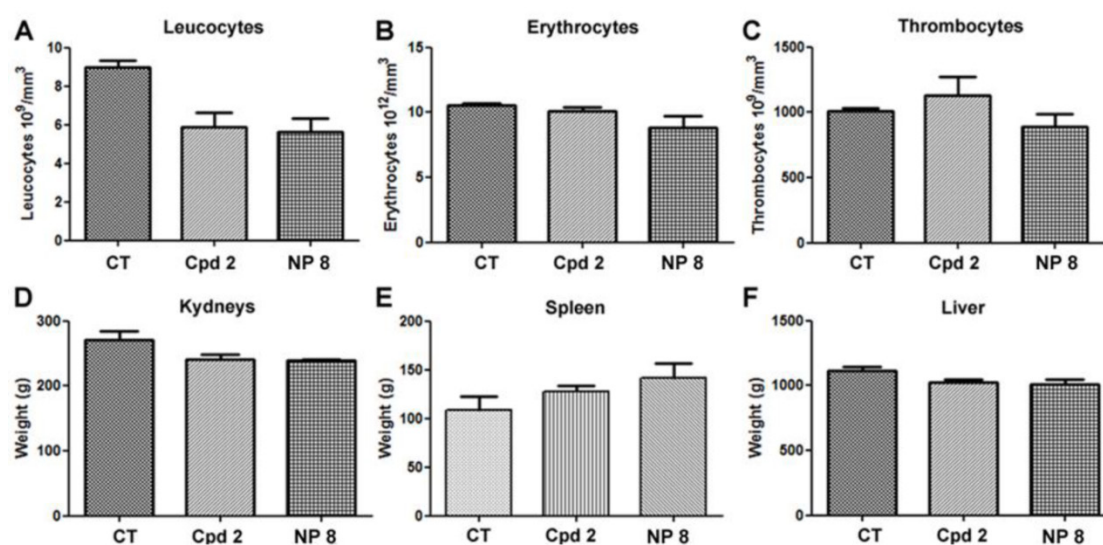 A Leucocytes
Leucocytes 10⁹/mm³
10
8
6
4
2
0
CT Cpd 2 NP 8
B Erythrocytes
Erythrocytes 10¹²/mm³
15
10
5
0
CT Cpd 2 NP 8
C Thrombocytes
Thrombocytes 10⁹/mm³
1500
1000
500
0
CT Cpd 2 NP 8
D Kydneys
Weight (g)
300
200
100
0
CT Cpd 2 NP 8
E Spleen
Weight (g)
200
150
100
50
0
CT Cpd 2 NP 8
F Liver
Weight (g)
1500
1000
500
0
CT Cpd 2 NP 8